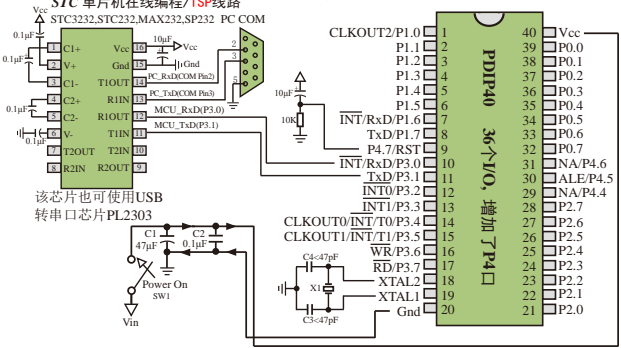 STC 单片机在线编程/ISP线路
Vcc STC3232,STC232,MAX232,SP232 PC COM
0.1μF
0.1μF
0.1μF
0.1μF
1 C1+ Vcc 16
2 V+ Gnd 15
3 C1- T1OUT 14
4 C2+ R1IN 13
5 C2- R1OUT 12
6 V- T1IN 11
7 T2OUT T2IN 10
8 R2IN R2OUT 9
10μF
Vcc
Gnd
PC_RxD(COM Pin2)
PC_TxD(COM Pin3)
MCU_RxD(P3.0)
MCU_TxD(P3.1)
2
3
5
该芯片也可使用USB
转串口芯片PL2303
10μF
10K
C1
47μF
C2
0.1μF
Power On
SW1
Vin
C4<47pF
X1
C3<47pF
CLKOUT2/P1.0 1
P1.1 2
P1.2 3
P1.3 4
P1.4 5
P1.5 6
INT/RxD/P1.6 7
TxD/P1.7 8
P4.7/RST 9
INT/RxD/P3.0 10
TxD/P3.1 11
INT0/P3.2 12
INT1/P3.3 13
CLKOUT0/INT/T0/P3.4 14
CLKOUT1/INT/T1/P3.5 15
WR/P3.6 16
RD/P3.7 17
XTAL2 18
XTAL1 19
Gnd 20
PDIP40 36个I/O, 增加了P4口
40 Vcc
39 P0.0
38 P0.1
37 P0.2
36 P0.3
35 P0.4
34 P0.5
33 P0.6
32 P0.7
31 NA/P4.6
30 ALE/P4.5
29 NA/P4.4
28 P2.7
27 P2.6
26 P2.5
25 P2.4
24 P2.3
23 P2.2
22 P2.1
21 P2.0